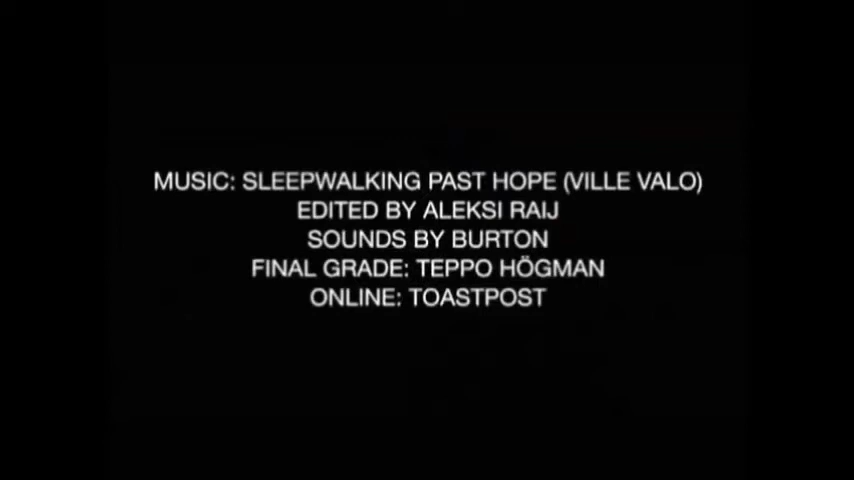 MUSIC: SLEEPWALKING PAST HOPE (VILLE VALO)
EDITED BY ALEKSI RAIJ
SOUNDS BY BURTON
FINAL GRADE: TEPPO HÖGMAN
ONLINE: TOASTPOST